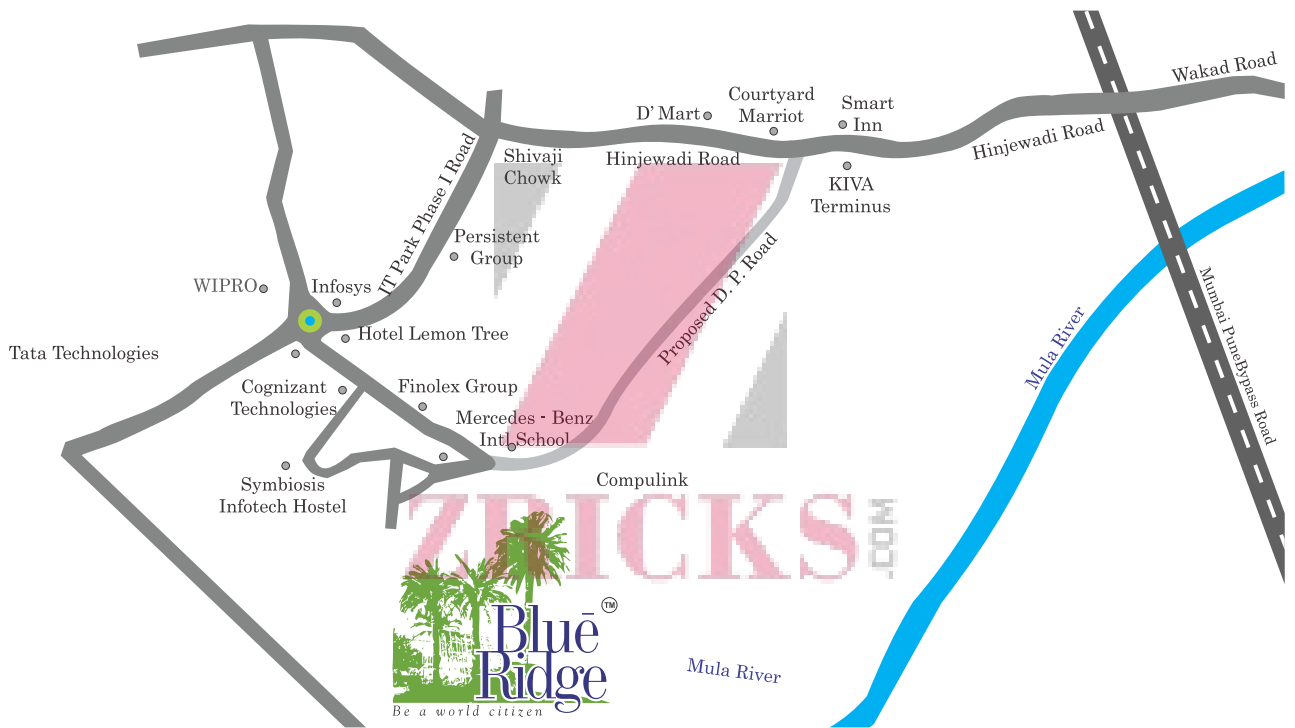 Wakad Road
D' Mart
Courtyard
Marriot
Smart
Inn
Hinjewadi Road
Shivaji
Chowk
Hinjewadi Road
KIVA
Terminus
IT Park Phase I Road
Persistent
Group
WIPRO
Infosys
Proposed D. P. Road
Mumbai PuneBypass Road
Mula River
Hotel Lemon Tree
Tata Technologies
Cognizant
Technologies
Finolex Group
Mercedes - Benz
Intl School
Symbiosis
Infotech Hostel
Compulink
ZRICKS
.COM
Bluē
Ridge
TM
Be a world citizen
Mula River